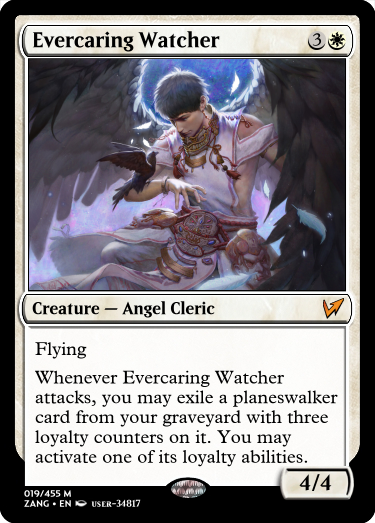 Evercaring Watcher 3
Creature — Angel Cleric
Flying
Whenever Evercaring Watcher
attacks, you may exile a planeswalker
card from your graveyard with three
loyalty counters on it. You may
activate one of its loyalty abilities.
4/4
019/455 M
ZANG • EN USER-34817